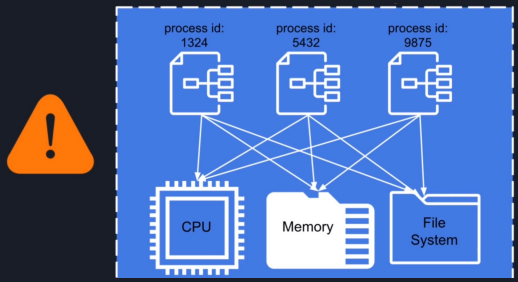 process id:
1324
process id:
5432
process id:
9875
CPU
Memory
File
System